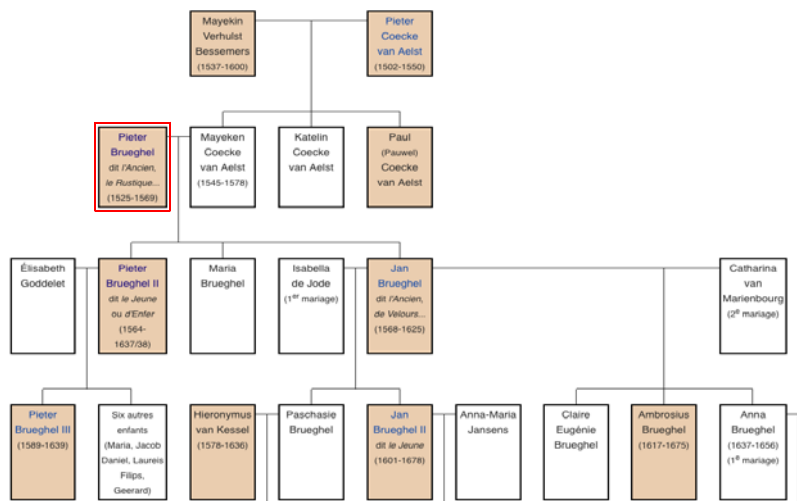 Mayekin
Verhulst
Bessemers
(1537-1600)
Pieter
Coecke
van Aelst
(1502-1550)
Pieter
Brueghel
dit l'Ancien,
le Rustique...
(1525-1569)
Mayeken
Coecke
van Aelst
(1545-1578)
Katelin
Coecke
van Aelst
Paul
(Pauwel)
Coecke
van Aelst
Élisabeth
Goddelet
Pieter
Brueghel II
dit le Jeune
ou d'Enfer
(1564-
1637/38)
Maria
Brueghel
Isabella
de Jode
(1er mariage)
Jan
Brueghel
dit l'Ancien,
de Velours...
(1568-1625)
Catharina
van
Marienbourg
(2e mariage)
Pieter
Brueghel III
(1589-1639)
Six autres
enfants
(Maria, Jacob
Daniel, Laureis
Filips,
Geerard)
Hieronymus
van Kessel
(1578-1636)
Paschasie
Brueghel
Jan
Brueghel II
dit le Jeune
(1601-1678)
Anna-Maria
Jansens
Claire
Eugénie
Brueghel
Ambrosius
Brueghel
(1617-1675)
Anna
Brueghel
(1637-1656)
(1e mariage)